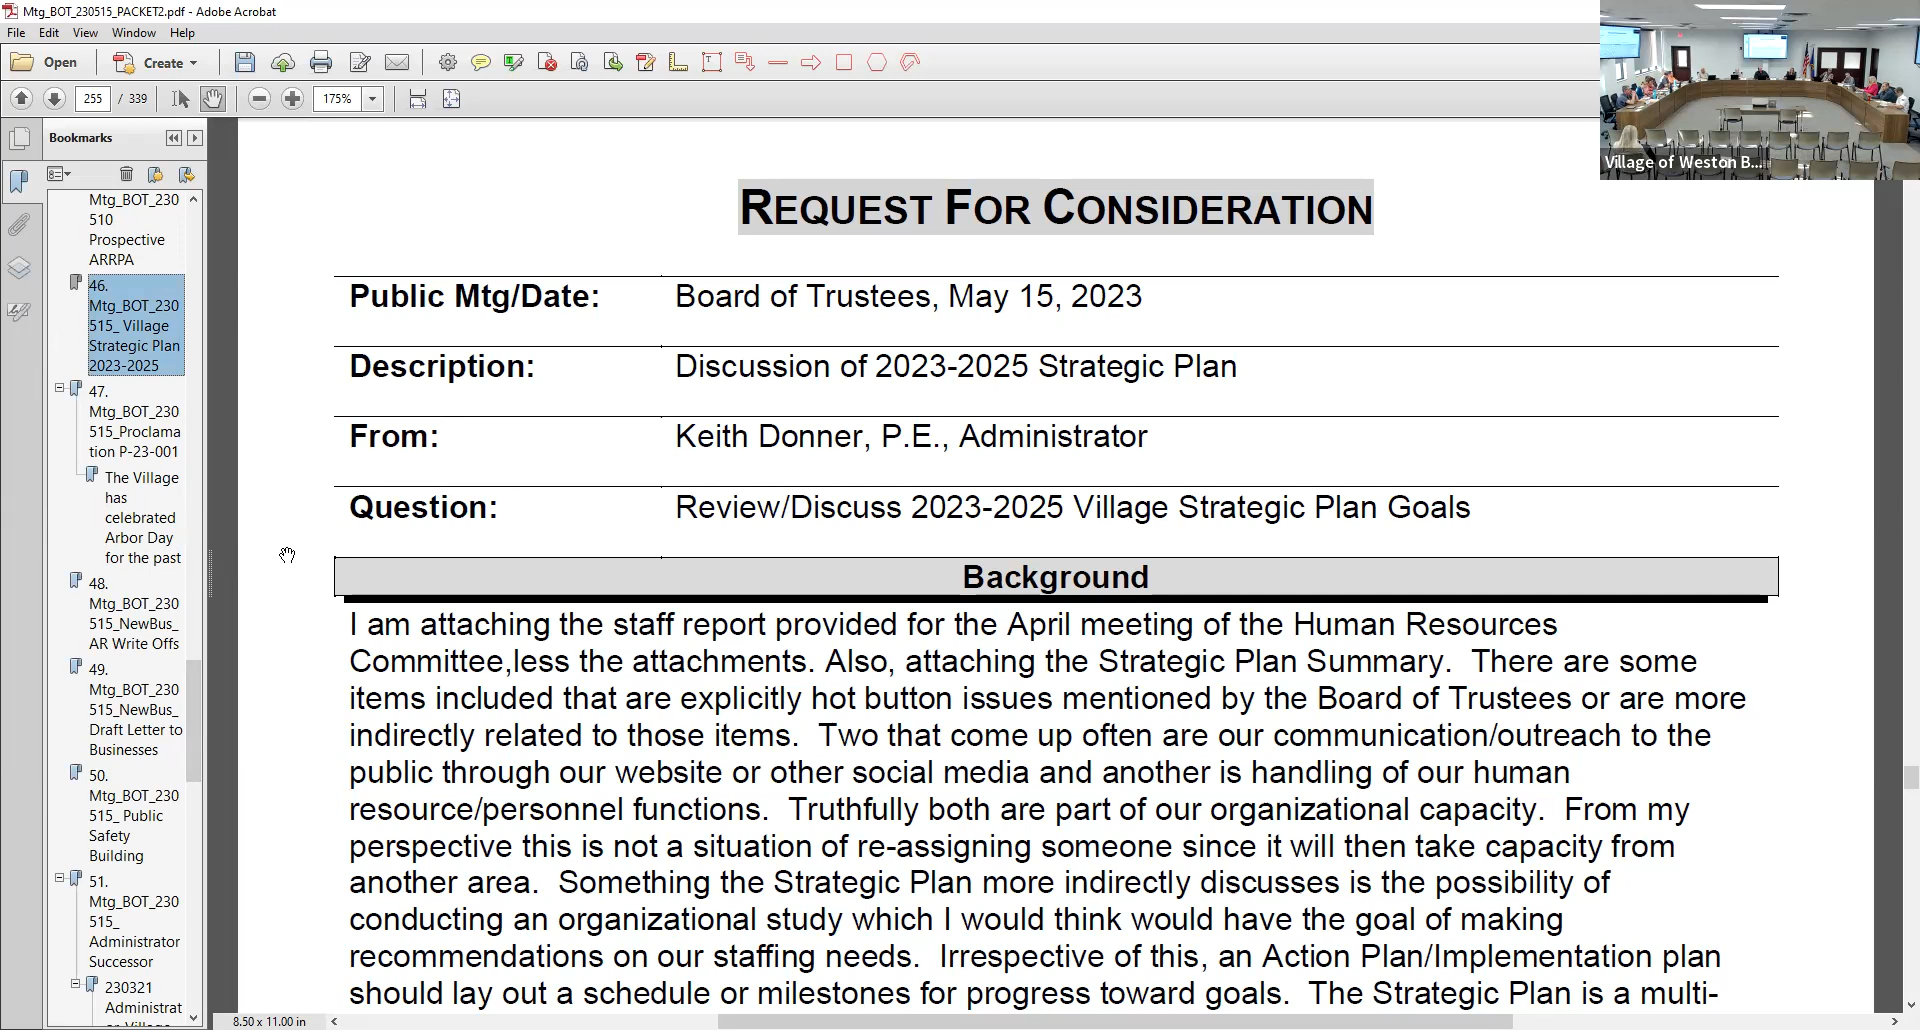 Mtg_BOT_230515_PACKET2.pdf - Adobe Acrobat
File Edit View Window Help
Open Create
255 / 339 175%
Bookmarks
Mtg_BOT_230
510
Prospective
ARRPA
46.
Mtg_BOT_230
515_ Village
Strategic Plan
2023-2025
47.
Mtg_BOT_230
515_Proclama
tion P-23-001
The Village
has
celebrated
Arbor Day
for the past
48.
Mtg_BOT_230
515_NewBus_
AR Write Offs
49.
Mtg_BOT_230
515_NewBus_
Draft Letter to
Businesses
50.
Mtg_BOT_230
515_ Public
Safety
Building
51.
Mtg_BOT_230
515_
Administrator
Successor
230321
Administrat
8.50 x 11.00 in
Village of Weston B...
REQUEST FOR CONSIDERATION
Public Mtg/Date: Board of Trustees, May 15, 2023
Description: Discussion of 2023-2025 Strategic Plan
From: Keith Donner, P.E., Administrator
Question: Review/Discuss 2023-2025 Village Strategic Plan Goals
Background
I am attaching the staff report provided for the April meeting of the Human Resources
Committee,less the attachments. Also, attaching the Strategic Plan Summary. There are some
items included that are explicitly hot button issues mentioned by the Board of Trustees or are more
indirectly related to those items. Two that come up often are our communication/outreach to the
public through our website or other social media and another is handling of our human
resource/personnel functions. Truthfully both are part of our organizational capacity. From my
perspective this is not a situation of re-assigning someone since it will then take capacity from
another area. Something the Strategic Plan more indirectly discusses is the possibility of
conducting an organizational study which I would think would have the goal of making
recommendations on our staffing needs. Irrespective of this, an Action Plan/Implementation plan
should lay out a schedule or milestones for progress toward goals. The Strategic Plan is a multi-